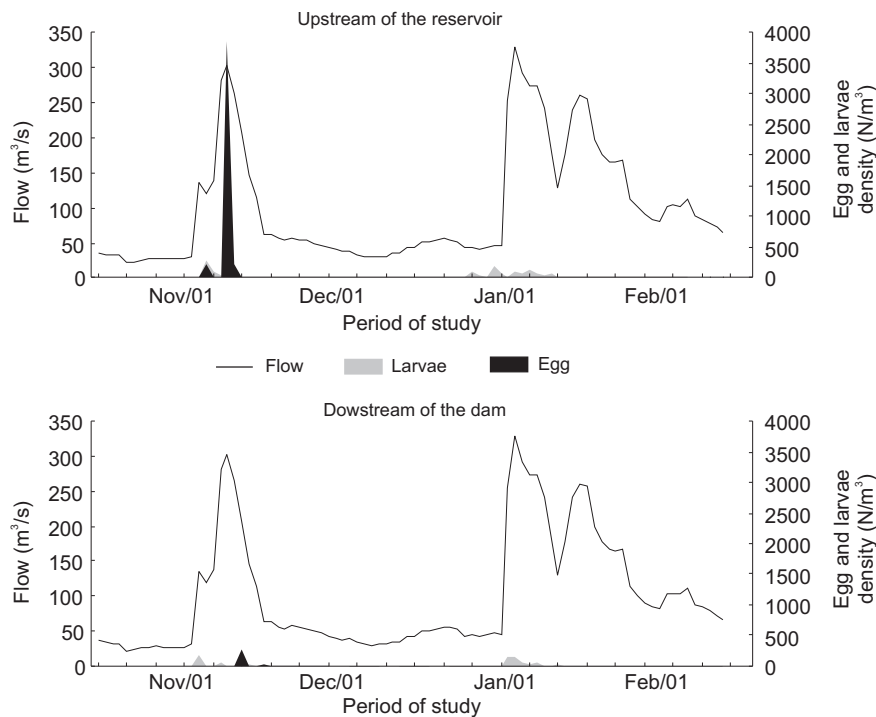 Upstream of the reservoir
350
300
250
200
150
100
50
0
Flow (m³/s)
4000
3500
3000
2500
2000
1500
1000
500
0
Egg and larvae
density (N/m³)
Nov/01 Dec/01 Jan/01 Feb/01
Period of study
Flow Larvae Egg
Dowstream of the dam
350
300
250
200
150
100
50
0
Flow (m³/s)
4000
3500
3000
2500
2000
1500
1000
500
0
Egg and larvae
density (N/m³)
Nov/01 Dec/01 Jan/01 Feb/01
Period of study